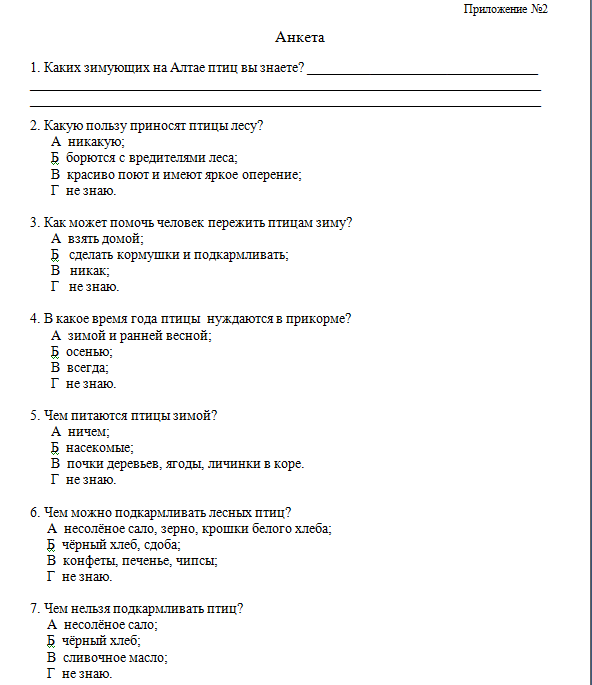 Приложение №2
Анкета
1. Каких зимующих на Алтае птиц вы знаете? _________________________________
_________________________________________________________________________
_________________________________________________________________________
2. Какую пользу приносят птицы лесу?
А никакую;
Б борются с вредителями леса;
В красиво поют и имеют яркое оперение;
Г не знаю.
3. Как может помочь человек пережить птицам зиму?
А взять домой;
Б сделать кормушки и подкармливать;
В никак;
Г не знаю.
4. В какое время года птицы нуждаются в прикорме?
А зимой и ранней весной;
Б осенью;
В всегда;
Г не знаю.
5. Чем питаются птицы зимой?
А ничем;
Б насекомые;
В почки деревьев, ягоды, личинки в коре.
Г не знаю.
6. Чем можно подкармливать лесных птиц?
А несолёное сало, зерно, крошки белого хлеба;
Б чёрный хлеб, сдоба;
В конфеты, печенье, чипсы;
Г не знаю.
7. Чем нельзя подкармливать птиц?
А несолёное сало;
Б чёрный хлеб;
В сливочное масло;
Г не знаю.